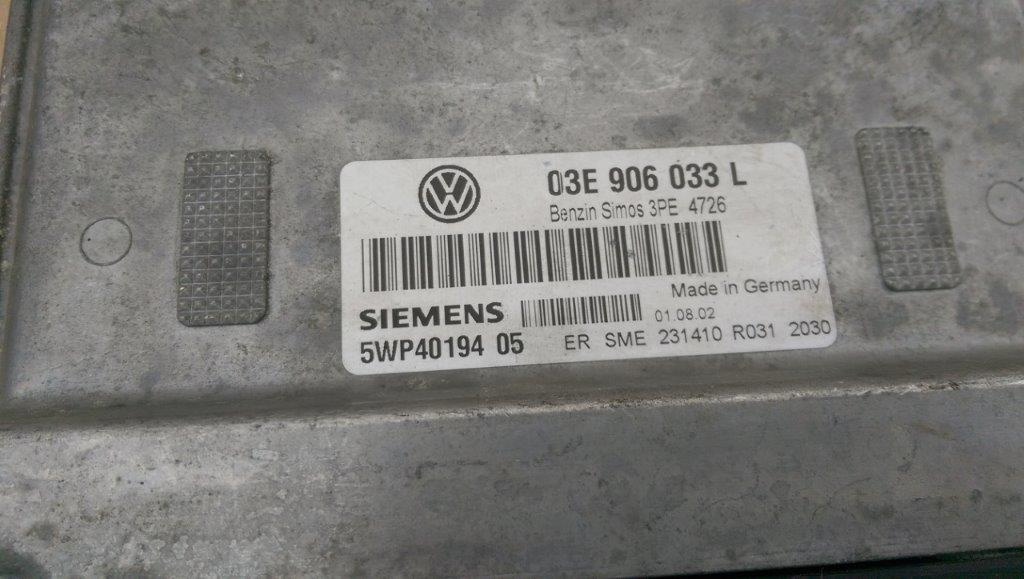 03E 906 033 L
Benzin Simos 3PE 4726
Made in Germany
SIEMENS
01.08.02
5WP40194 05
ER SME 231410 R031 2030